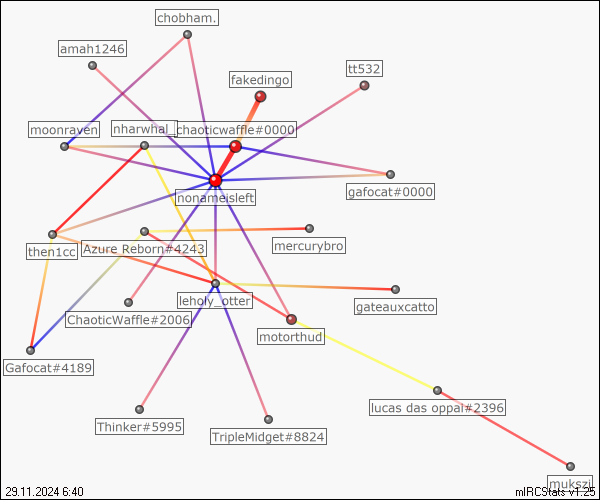 chobham.
amah1246
fakedingo
tt532
moonraven
nharwhal_
chaoticwaffle#0000
nonameisleft
gafocat#0000
then1cc
Azure Reborn#4243
mercurybro
leholy_otter
gateauxcatto
ChaoticWaffle#2006
motorthud
Gafocat#4189
lucas das oppai#2396
Thinker#5995
TripleMidget#8824
mukszi
29.11.2024 6:40
mIRCStats v1.25